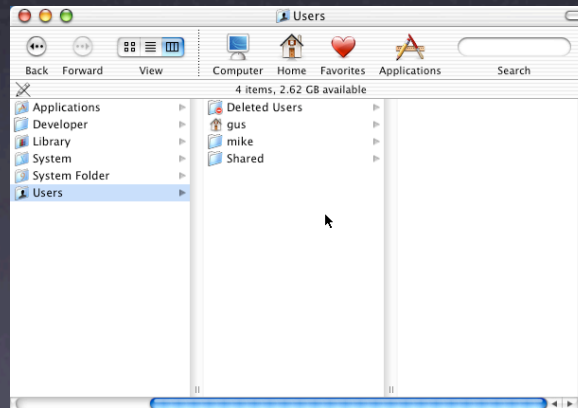 Users
Back Forward View Computer Home Favorites Applications Search
4 items, 2.62 GB available
Applications
Developer
Library
System
System Folder
Users
Deleted Users
gus
mike
Shared